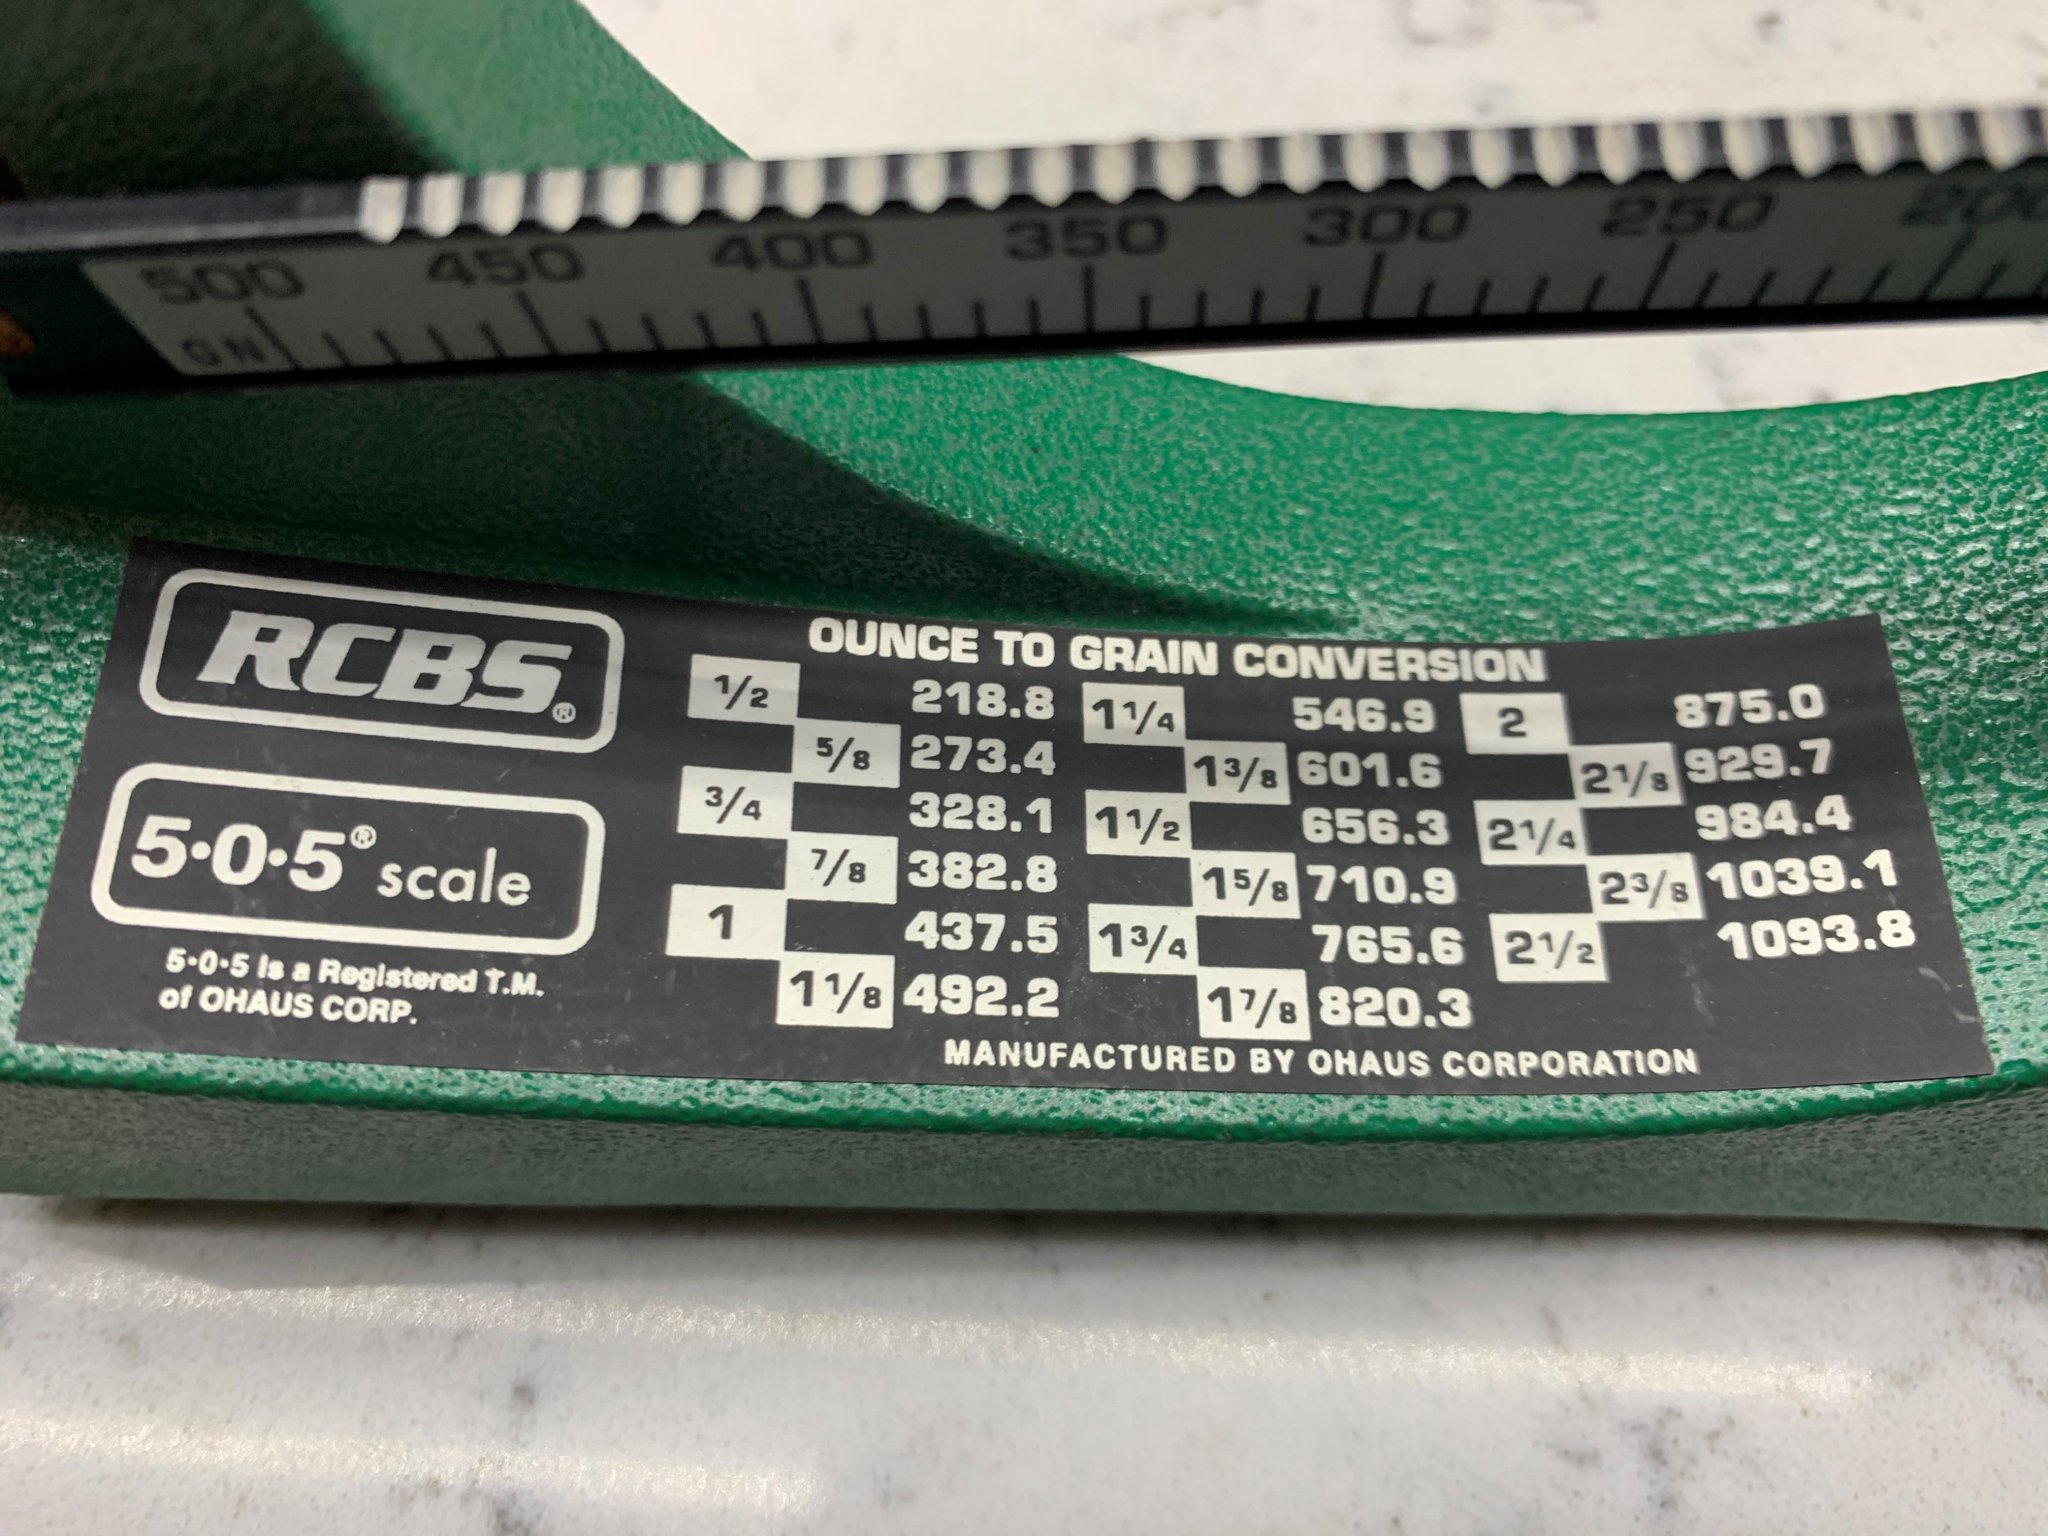 500 450 400 350 300 250 200
GN
RCBS®
5·0·5® scale
5·0·5 is a Registered T.M.
of OHAUS CORP.
OUNCE TO GRAIN CONVERSION
1/2 218.8 1 1/4 546.9 2 875.0
5/8 273.4 1 3/8 601.6 2 1/8 929.7
3/4 328.1 1 1/2 656.3 2 1/4 984.4
7/8 382.8 1 5/8 710.9 2 3/8 1039.1
1 437.5 1 3/4 765.6 2 1/2 1093.8
1 1/8 492.2 1 7/8 820.3
MANUFACTURED BY OHAUS CORPORATION